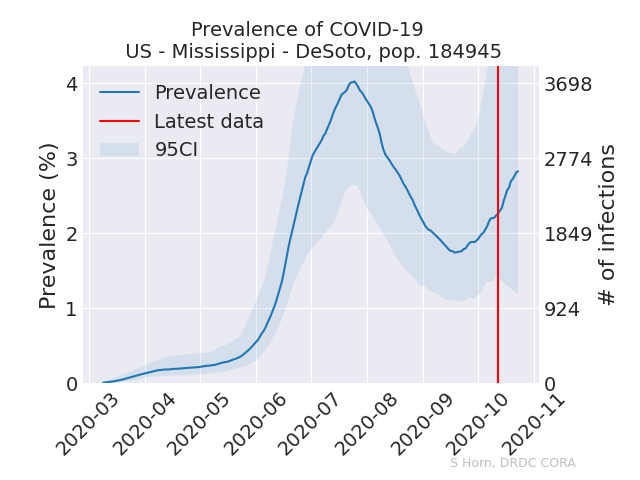 Prevalence of COVID-19
US - Mississippi - DeSoto, pop. 184945
Prevalence
Latest data
95CI
Prevalence (%)
4
3
2
1
0
3698
2774
1849
924
0
# of infections
2020-03
2020-04
2020-05
2020-06
2020-07
2020-08
2020-09
2020-10
2020-11
S Horn, DRDC CORA